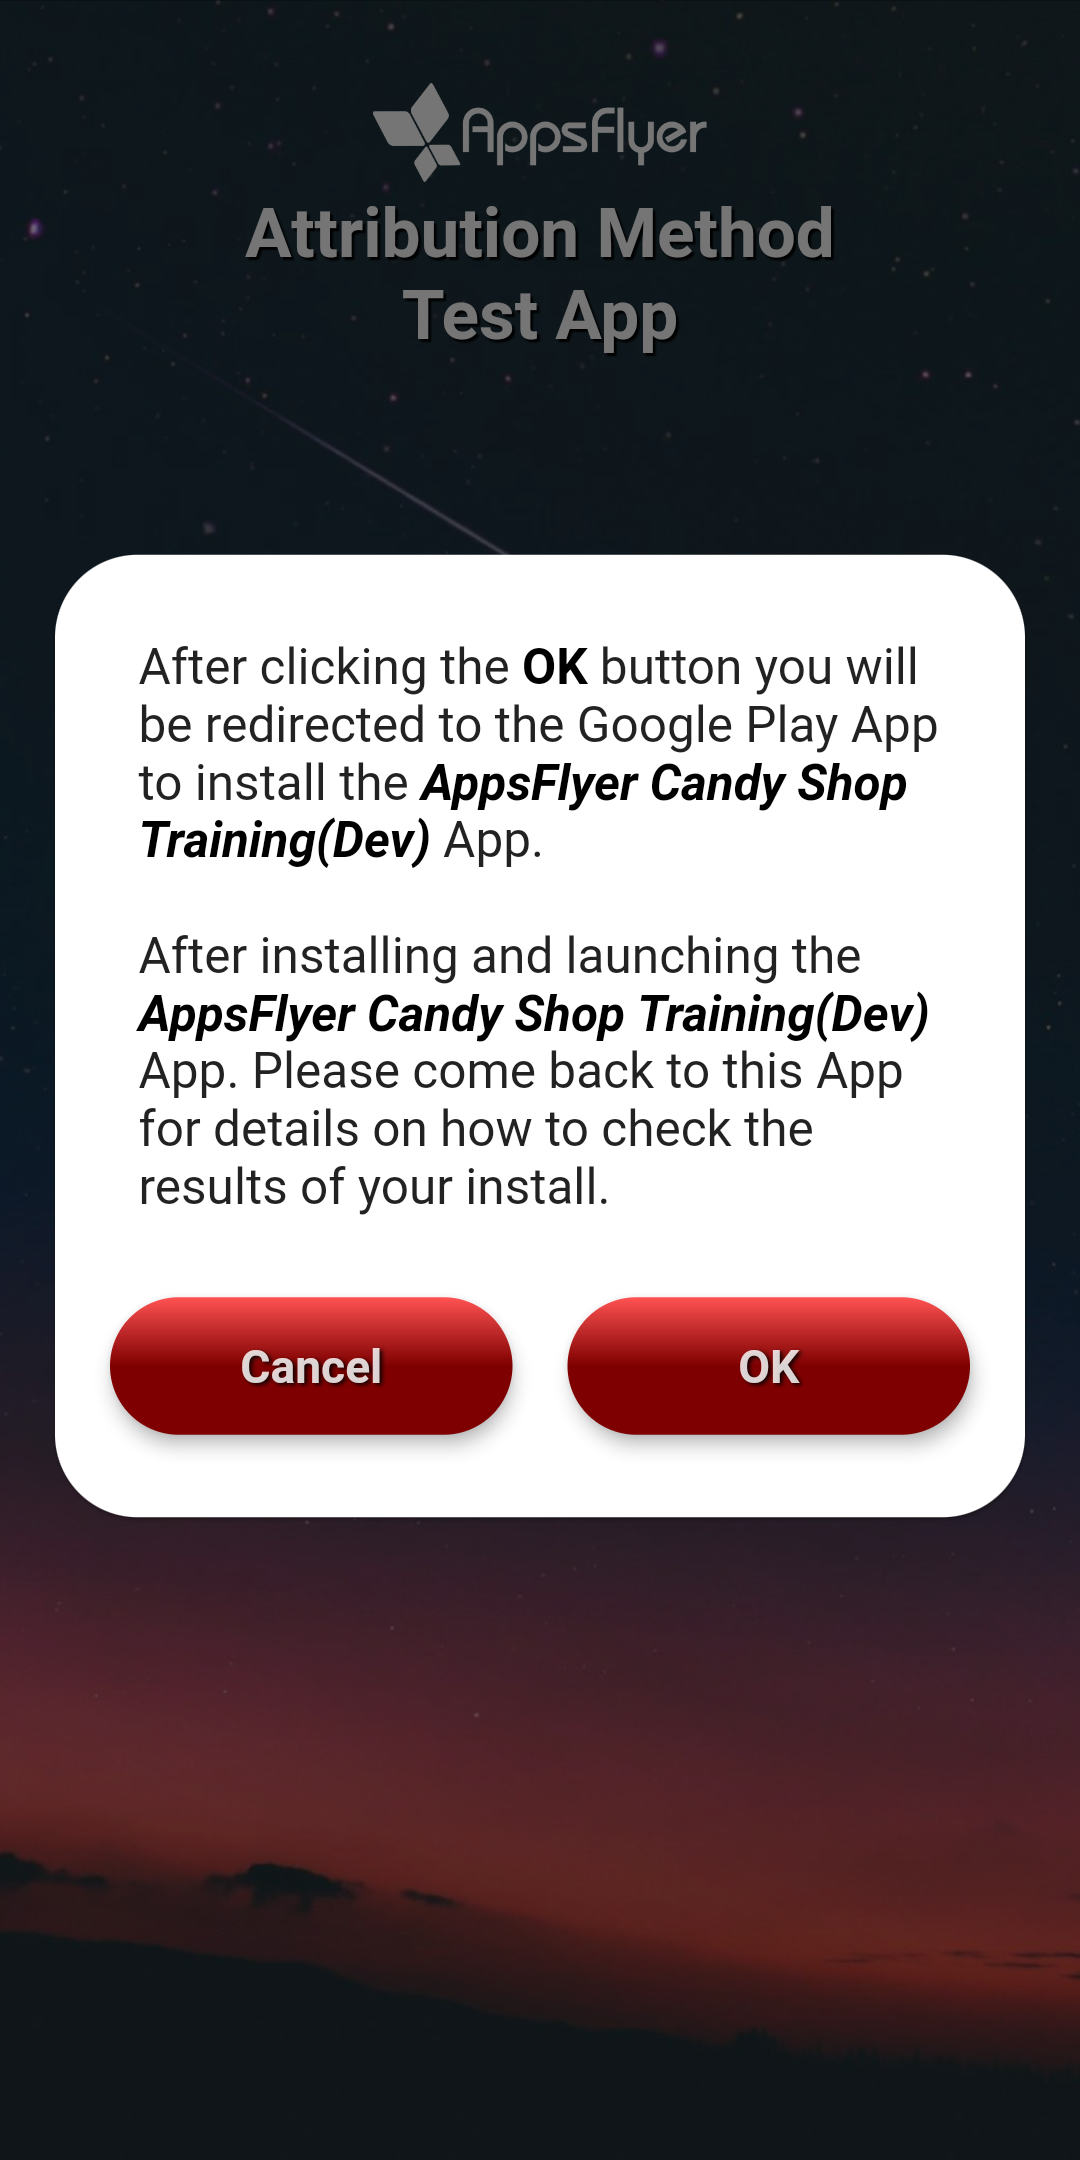 AppsFlyer
Attribution Method
Test App
After clicking the OK button you will
be redirected to the Google Play App
to install the AppsFlyer Candy Shop
Training(Dev) App.
After installing and launching the
AppsFlyer Candy Shop Training(Dev)
App. Please come back to this App
for details on how to check the
results of your install.
Cancel
OK